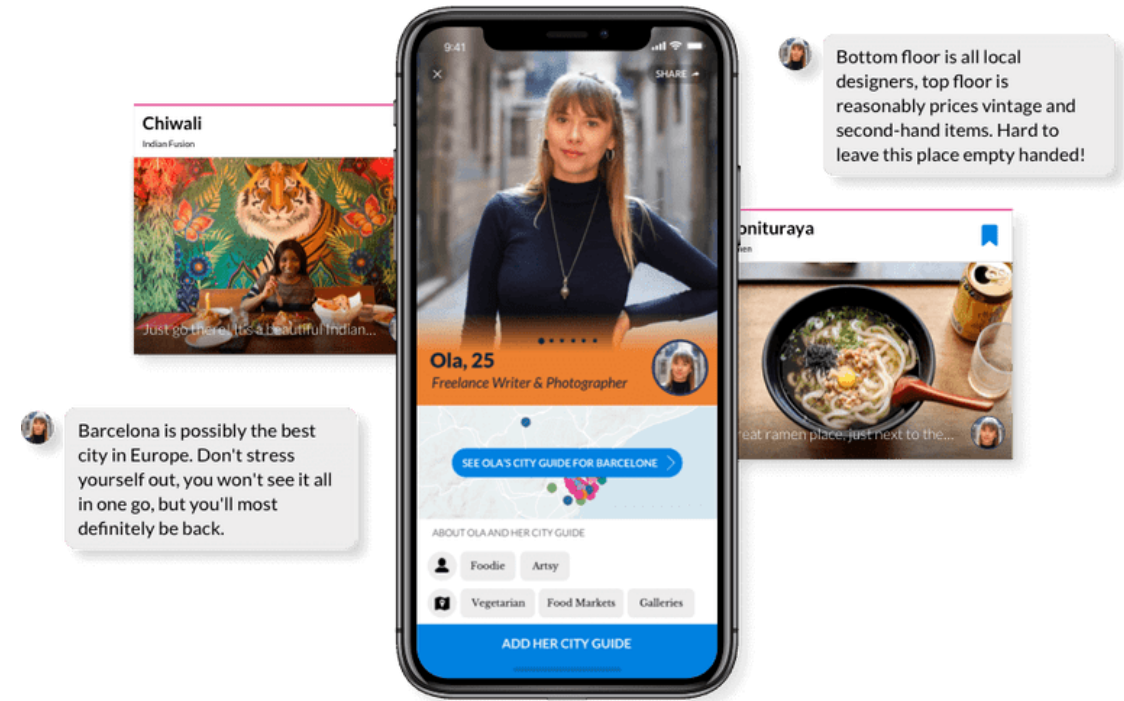 9:41
SHARE
Chiwali
Indian Fusion
Just go there! It's a beautiful Indian...
Barcelona is possibly the best
city in Europe. Don't stress
yourself out, you won't see it all
in one go, but you'll most
definitely be back.
Ola, 25
Freelance Writer & Photographer
SEE OLA'S CITY GUIDE FOR BARCELONE
ABOUT OLA AND HER CITY GUIDE
Foodie
Artsy
Vegetarian
Food Markets
Galleries
ADD HER CITY GUIDE
Bottom floor is all local
designers, top floor is
reasonably prices vintage and
second-hand items. Hard to
leave this place empty handed!
onituraya
men
reat ramen place, just next to the...